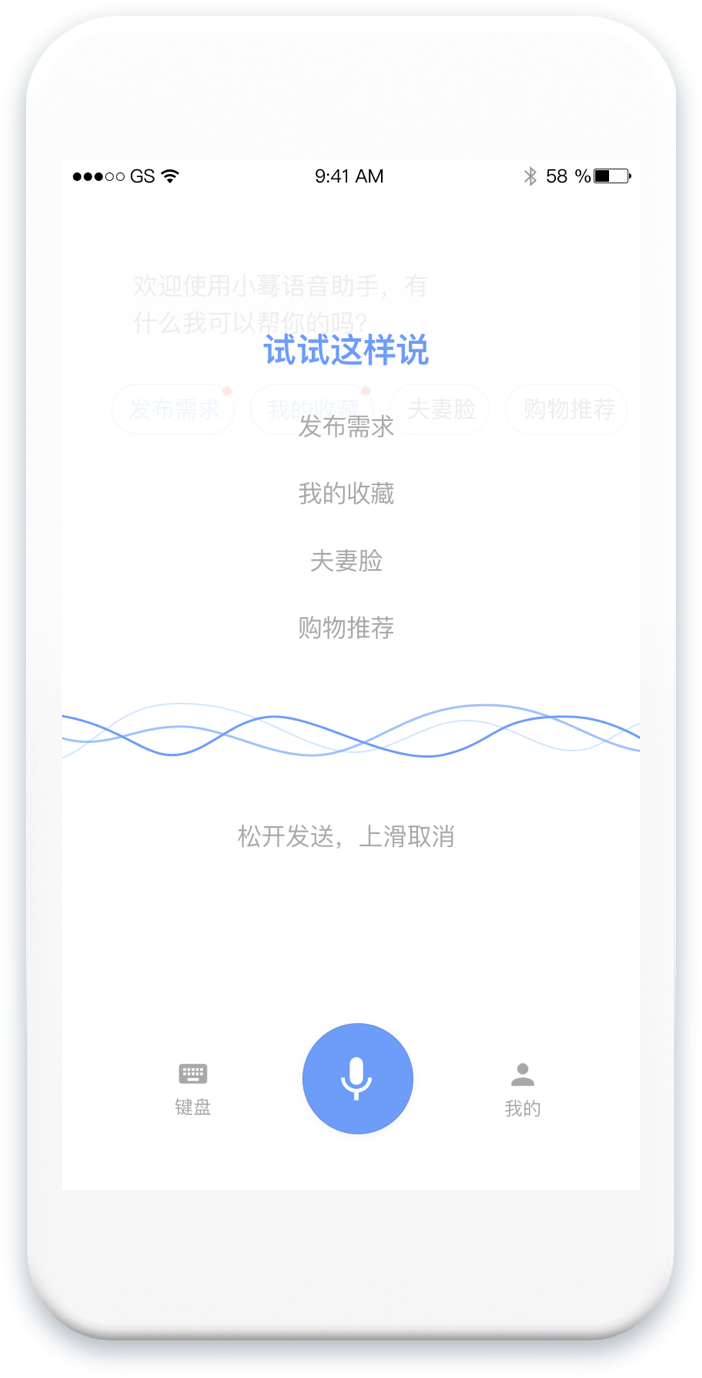 GS 9:41 AM 58 %
欢迎使用小蓦语音助手，有
什么我可以帮你的吗？
试试这样说
发布需求 我的收藏 夫妻脸 购物推荐
发布需求
我的收藏
夫妻脸
购物推荐
松开发送，上滑取消
键盘 我的